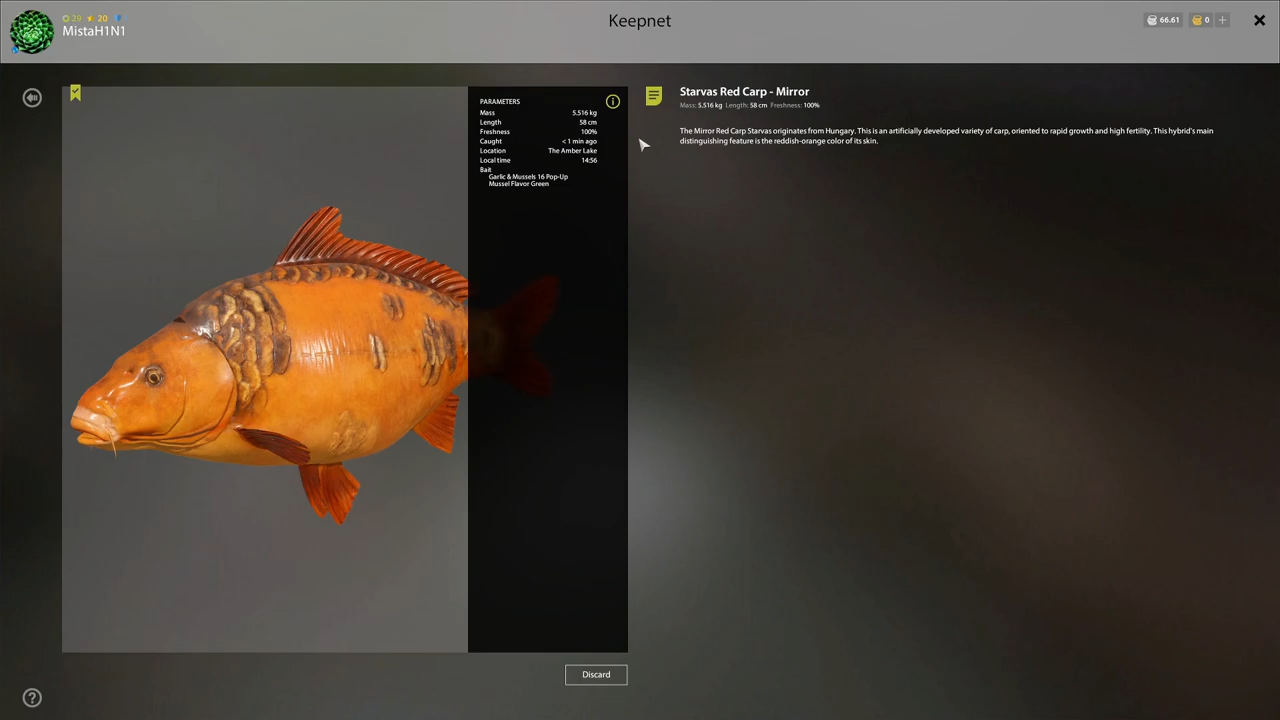 29 20
MistaH1N1
Keepnet
66.61
0
PARAMETERS
Mass 5.516 kg
Length 58 cm
Freshness 100%
Caught < 1 min ago
Location The Amber Lake
Local time 14:56
Bait
Garlic & Mussels 16 Pop-Up
Mussel Flavor Green
Starvas Red Carp - Mirror
Mass: 5.516 kg Length: 58 cm Freshness: 100%
The Mirror Red Carp Starvas originates from Hungary. This is an artificially developed variety of carp, oriented to rapid growth and high fertility. This hybrid's main
distinguishing feature is the reddish-orange color of its skin.
Discard